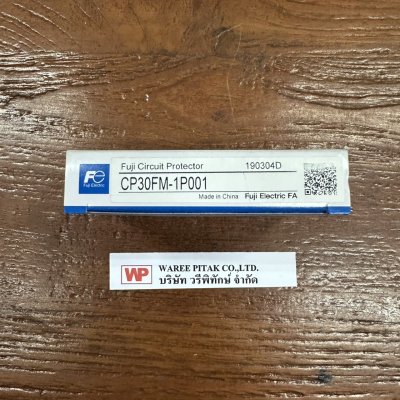 Fuji Circuit Protector 190304D
Fe
Fuji Electric
CP30FM-1P001
Made in China Fuji Electric FA
WP
WAREE PITAK CO.,LTD.
บริษัท วรีพิทักษ์ จำกัด